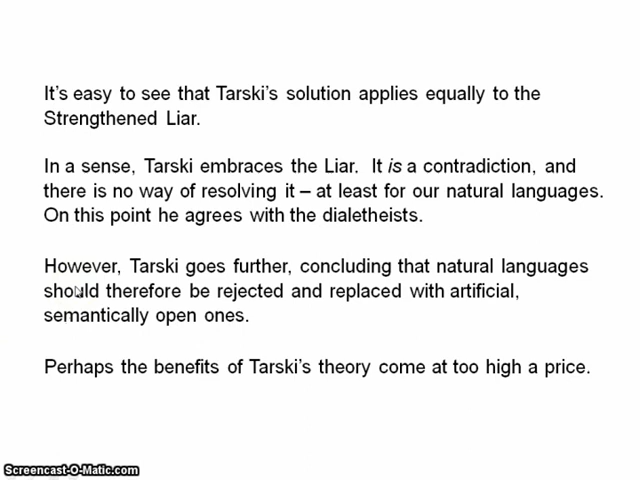 It's easy to see that Tarski's solution applies equally to the
Strengthened Liar.
In a sense, Tarski embraces the Liar. It is a contradiction, and
there is no way of resolving it – at least for our natural languages.
On this point he agrees with the dialetheists.
However, Tarski goes further, concluding that natural languages
should therefore be rejected and replaced with artificial,
semantically open ones.
Perhaps the benefits of Tarski's theory come at too high a price.
Screencast-O-Matic.com